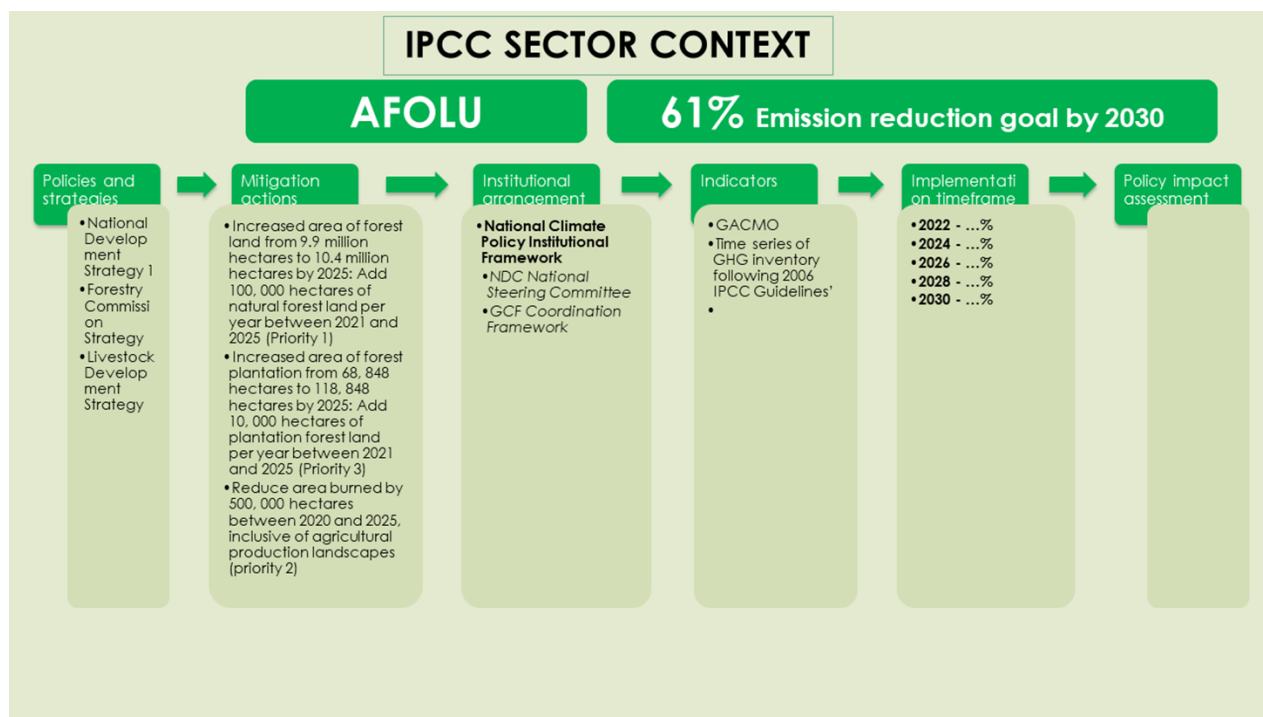 IPCC SECTOR CONTEXT
AFOLU
61% Emission reduction goal by 2030
Policies and
strategies
•National
Develop
ment
Strategy 1
•Forestry
Commissi
on
Strategy
•Livestock
Develop
ment
Strategy
Mitigation
actions
•Increased area of forest
land from 9.9 million
hectares to 10.4 million
hectares by 2025: Add
100, 000 hectares of
natural forest land per
year between 2021 and
2025 (Priority 1)
•Increased area of forest
plantation from 68, 848
hectares to 118, 848
hectares by 2025: Add
10, 000 hectares of
plantation forest land
per year between 2021
and 2025 (Priority 3)
•Reduce area burned by
500, 000 hectares
between 2020 and 2025,
inclusive of agricultural
production landscapes
(priority 2)
Institutional
arrangement
•National Climate
Policy Institutional
Framework
•NDC National
Steering Committee
•GCF Coordination
Framework
Indicators
•GACMO
•Time series of
GHG inventory
following 2006
IPCC Guidelines’
•
Implementati
on timeframe
•2022 - ...%
•2024 - ...%
•2026 - ...%
•2028 - ...%
•2030 - ...%
Policy impact
assessment